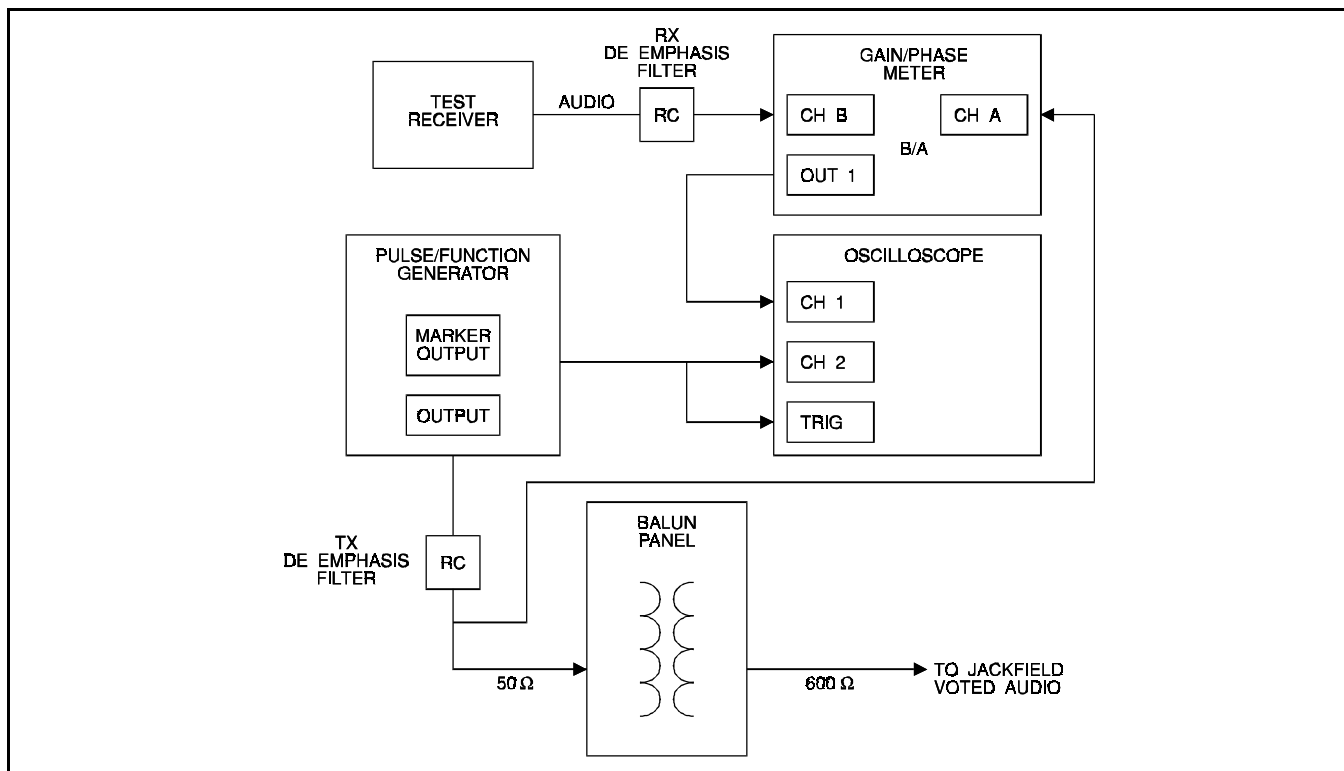 RX
DE EMPHASIS
FILTER
GAIN/PHASE
METER
TEST
RECEIVER
AUDIO
RC
CH B
CH A
B/A
OUT 1
PULSE/FUNCTION
GENERATOR
OSCILLOSCOPE
CH 1
MARKER
OUTPUT
CH 2
OUTPUT
TRIG
BALUN
PANEL
TX
DE EMPHASIS
FILTER
RC
50 Ω
600 Ω
TO JACKFIELD
VOTED AUDIO